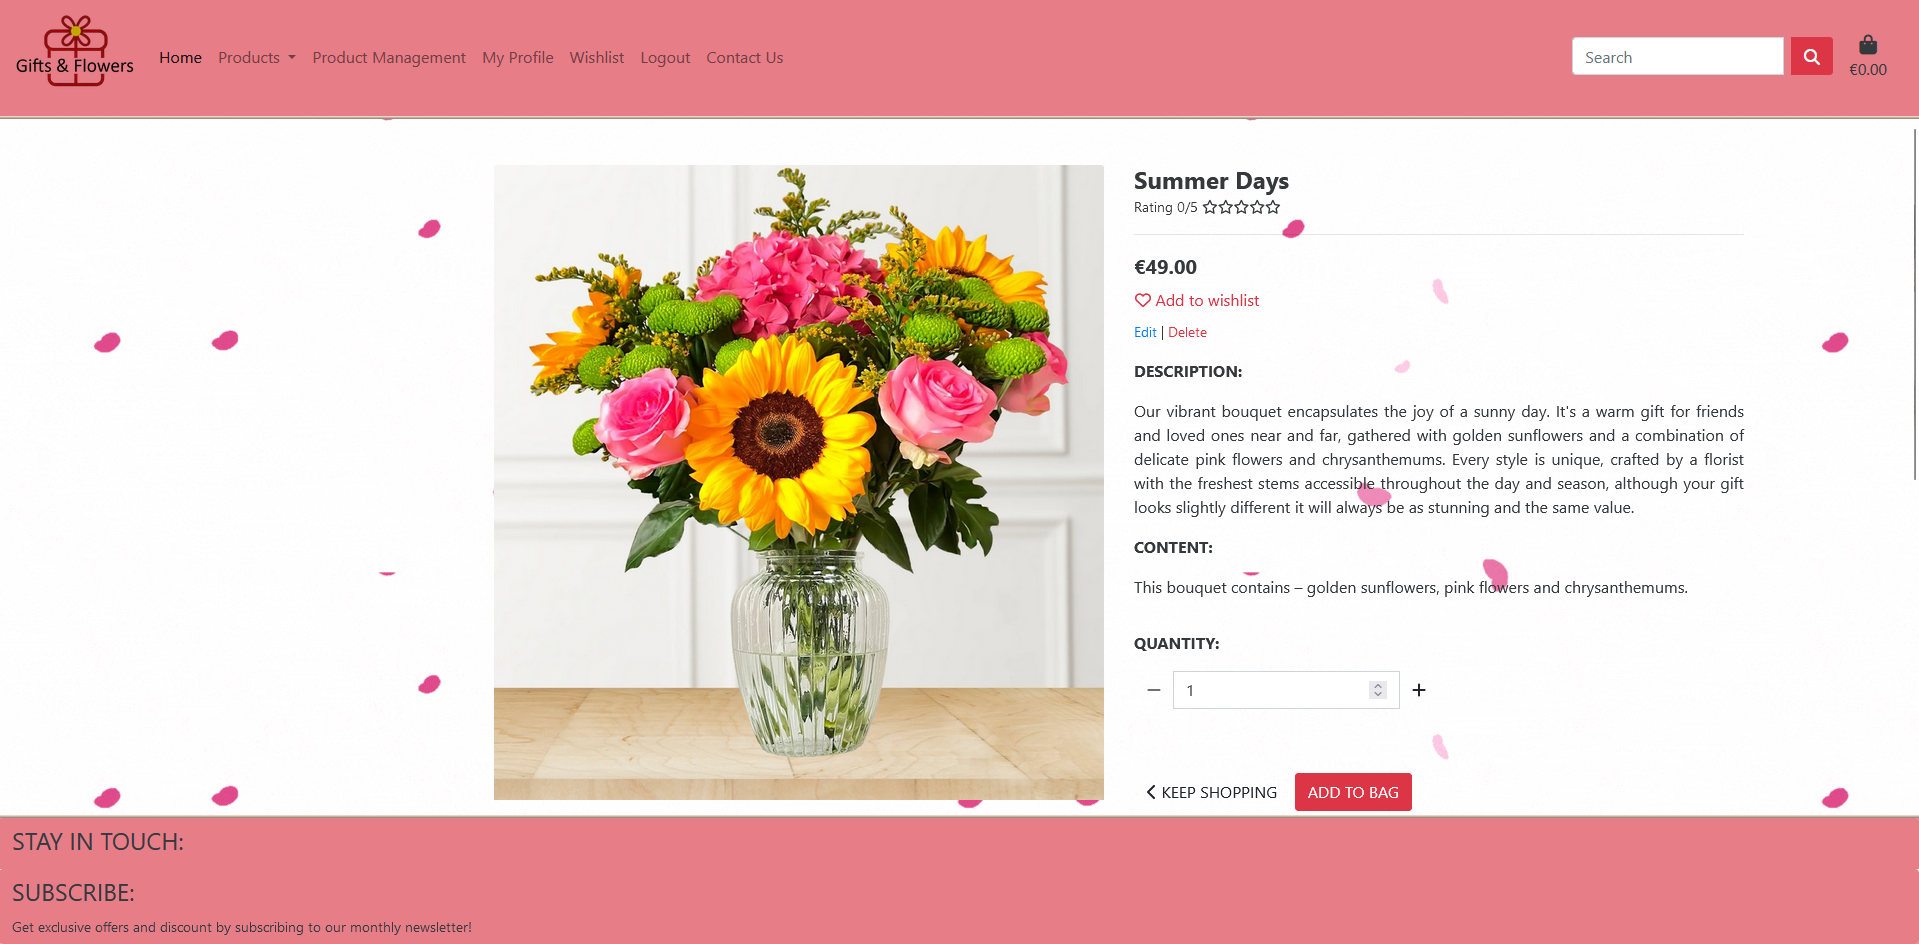 Gifts & Flowers
Home Products Product Management My Profile Wishlist Logout Contact Us
Search
€0.00
Summer Days
Rating 0/5
€49.00
Add to wishlist
Edit | Delete
DESCRIPTION:
Our vibrant bouquet encapsulates the joy of a sunny day. It's a warm gift for friends
and loved ones near and far, gathered with golden sunflowers and a combination of
delicate pink flowers and chrysanthemums. Every style is unique, crafted by a florist
with the freshest stems accessible throughout the day and season, although your gift
looks slightly different it will always be as stunning and the same value.
CONTENT:
This bouquet contains – golden sunflowers, pink flowers and chrysanthemums.
QUANTITY:
1
KEEP SHOPPING
ADD TO BAG
STAY IN TOUCH:
SUBSCRIBE:
Get exclusive offers and discount by subscribing to our monthly newsletter!